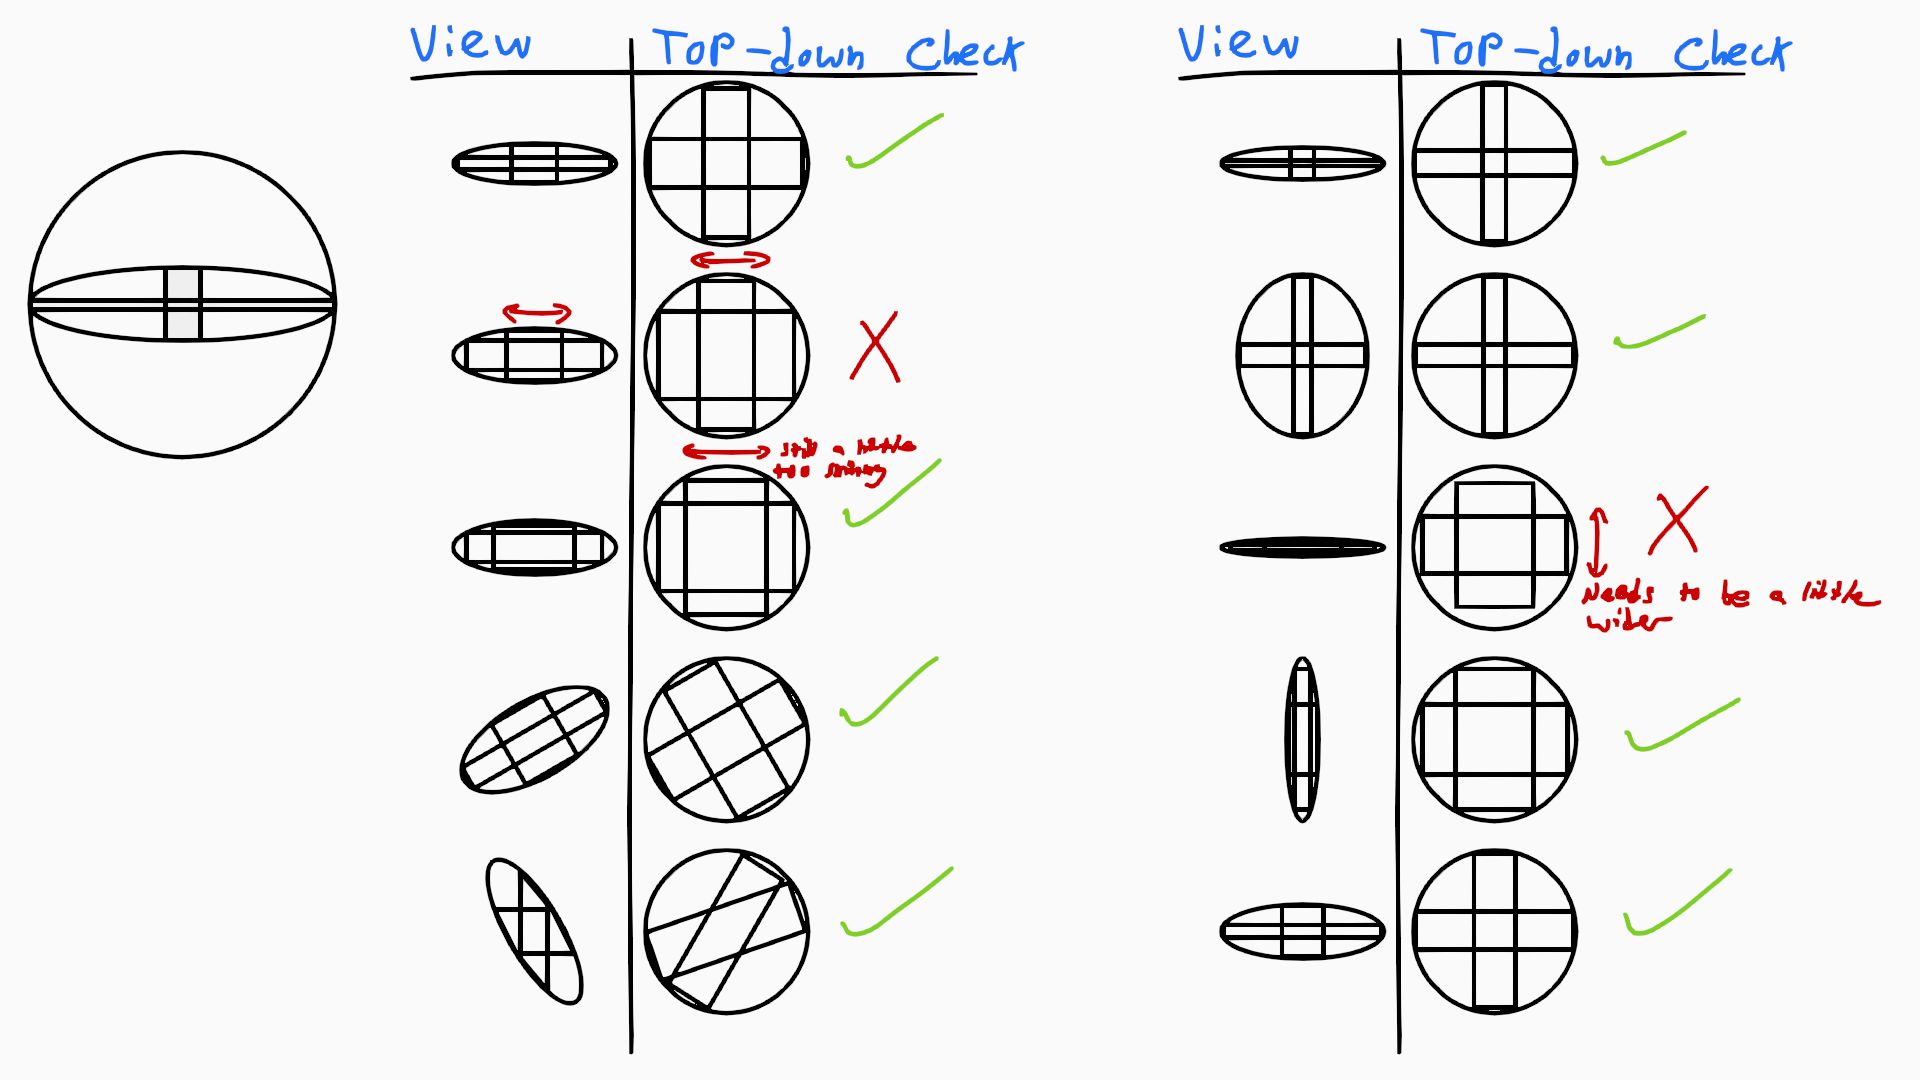 View Top-down Check
still a little
too skinny
View Top-down Check
Needs to be a little
wider